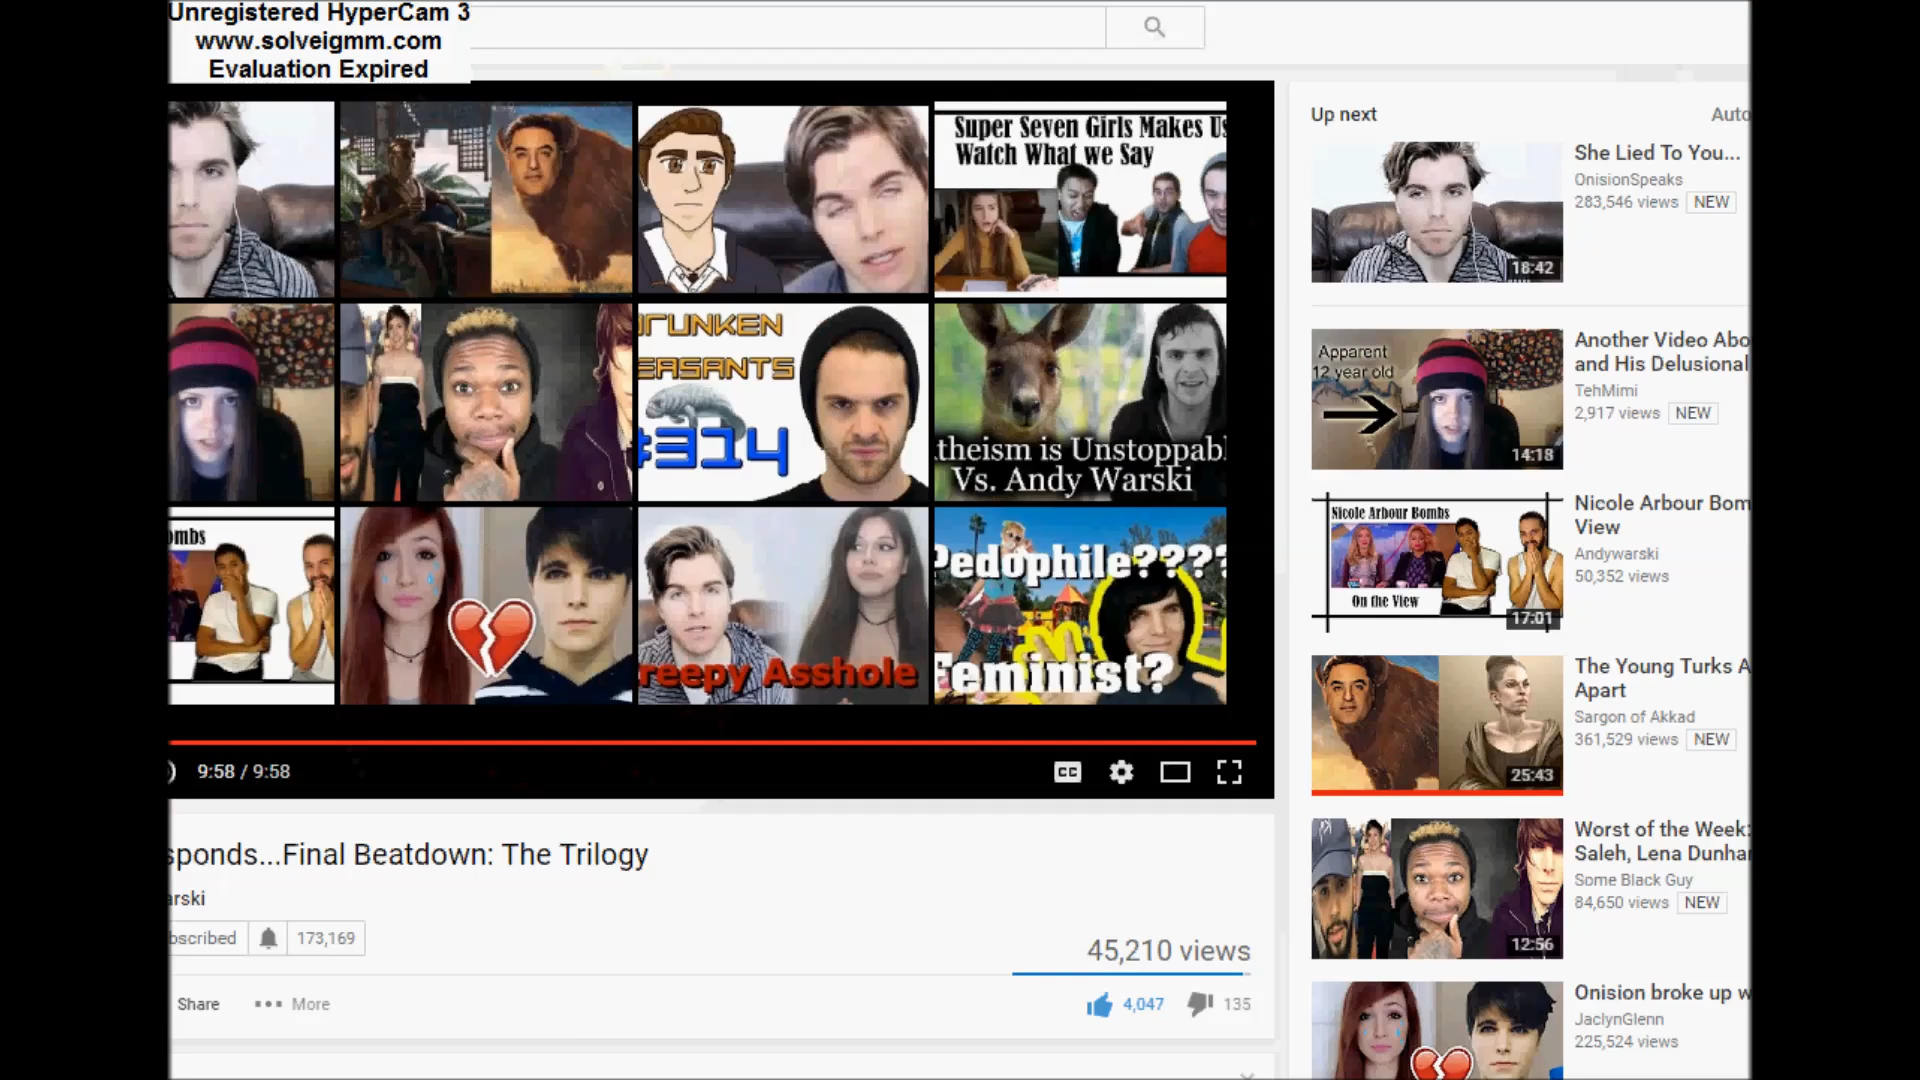 Unregistered HyperCam 3
www.solveigmm.com
Evaluation Expired
Super Seven Girls Makes Us
Watch What we Say
DRUNKEN
EASANTS
#314
theism is Unstoppabl
Vs. Andy Warski
ombs
reepy Asshole
Pedophile????
Feminist?
9:58 / 9:58
CC
sponds...Final Beatdown: The Trilogy
arski
bscribed
173,169
45,210 views
Share
More
4,047
135
Up next
Auto
She Lied To You...
OnisionSpeaks
283,546 views NEW
18:42
Apparent
12 year old
14:18
Another Video Abo
and His Delusional
TehMimi
2,917 views NEW
Nicole Arbour Bombs
On the View
17:01
Nicole Arbour Bom
View
Andywarski
50,352 views
25:43
The Young Turks A
Apart
Sargon of Akkad
361,529 views NEW
12:56
Worst of the Week:
Saleh, Lena Dunhar
Some Black Guy
84,650 views NEW
Onision broke up w
JaclynGlenn
225,524 views